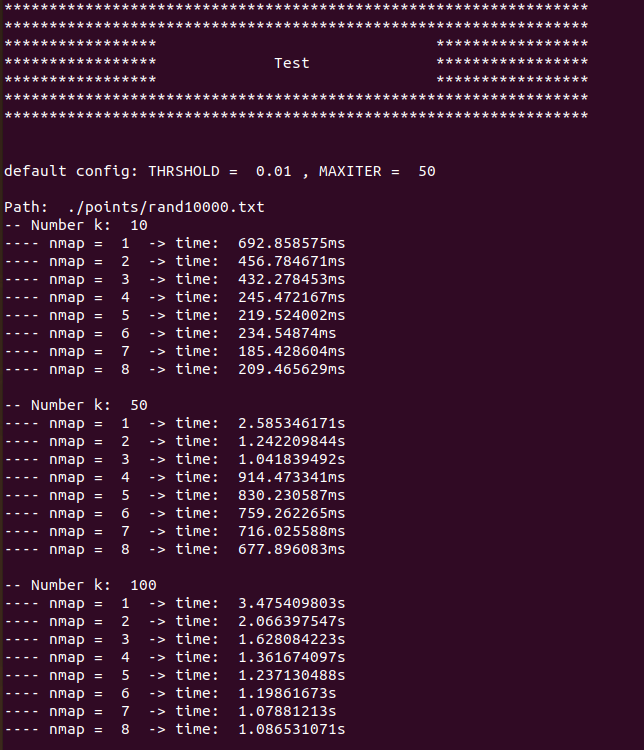 *****************************************************************
*****************************************************************
*****************                               *****************
*****************             Test              *****************
*****************                               *****************
*****************************************************************
*****************************************************************
default config: THRSHOLD =  0.01 , MAXITER =  50
Path:  ./points/rand10000.txt
-- Number k:  10
---- nmap =  1  -> time:  692.858575ms
---- nmap =  2  -> time:  456.784671ms
---- nmap =  3  -> time:  432.278453ms
---- nmap =  4  -> time:  245.472167ms
---- nmap =  5  -> time:  219.524002ms
---- nmap =  6  -> time:  234.54874ms
---- nmap =  7  -> time:  185.428604ms
---- nmap =  8  -> time:  209.465629ms
-- Number k:  50
---- nmap =  1  -> time:  2.585346171s
---- nmap =  2  -> time:  1.242209844s
---- nmap =  3  -> time:  1.041839492s
---- nmap =  4  -> time:  914.473341ms
---- nmap =  5  -> time:  830.230587ms
---- nmap =  6  -> time:  759.262265ms
---- nmap =  7  -> time:  716.025588ms
---- nmap =  8  -> time:  677.896083ms
-- Number k:  100
---- nmap =  1  -> time:  3.475409803s
---- nmap =  2  -> time:  2.066397547s
---- nmap =  3  -> time:  1.628084223s
---- nmap =  4  -> time:  1.361674097s
---- nmap =  5  -> time:  1.237130488s
---- nmap =  6  -> time:  1.19861673s
---- nmap =  7  -> time:  1.07881213s
---- nmap =  8  -> time:  1.086531071s